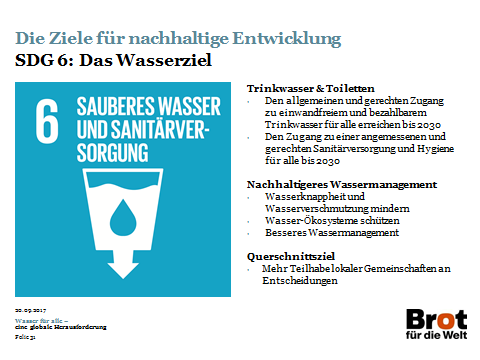 Die Ziele für nachhaltige Entwicklung
SDG 6: Das Wasserziel
6 SAUBERES WASSER
UND SANITÄRVER-
SORGUNG
Trinkwasser & Toiletten
• Den allgemeinen und gerechten Zugang
zu einwandfreiem und bezahlbarem
Trinkwasser für alle erreichen bis 2030
• Den Zugang zu einer angemessenen und
gerechten Sanitärversorgung und Hygiene
für alle bis 2030
Nachhaltigeres Wassermanagement
• Wasserknappheit und
Wasserverschmutzung mindern
• Wasser-Ökosysteme schützen
• Besseres Wassermanagement
Querschnittsziel
• Mehr Teilhabe lokaler Gemeinschaften an
Entscheidungen
20.09.2017
Wasser für alle –
eine globale Herausforderung
Folie 31
Brot
für die Welt